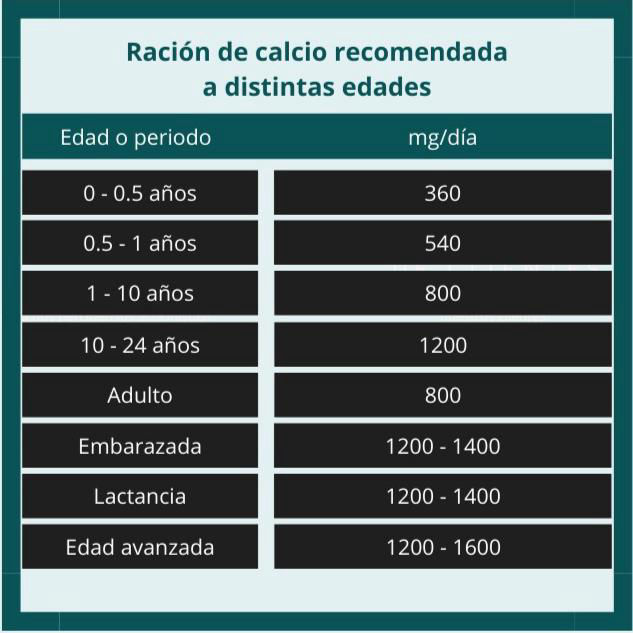 Ración de calcio recomendada
a distintas edades
Edad o periodo mg/día
0 - 0.5 años 360
0.5 - 1 años 540
1 - 10 años 800
10 - 24 años 1200
Adulto 800
Embarazada 1200 - 1400
Lactancia 1200 - 1400
Edad avanzada 1200 - 1600